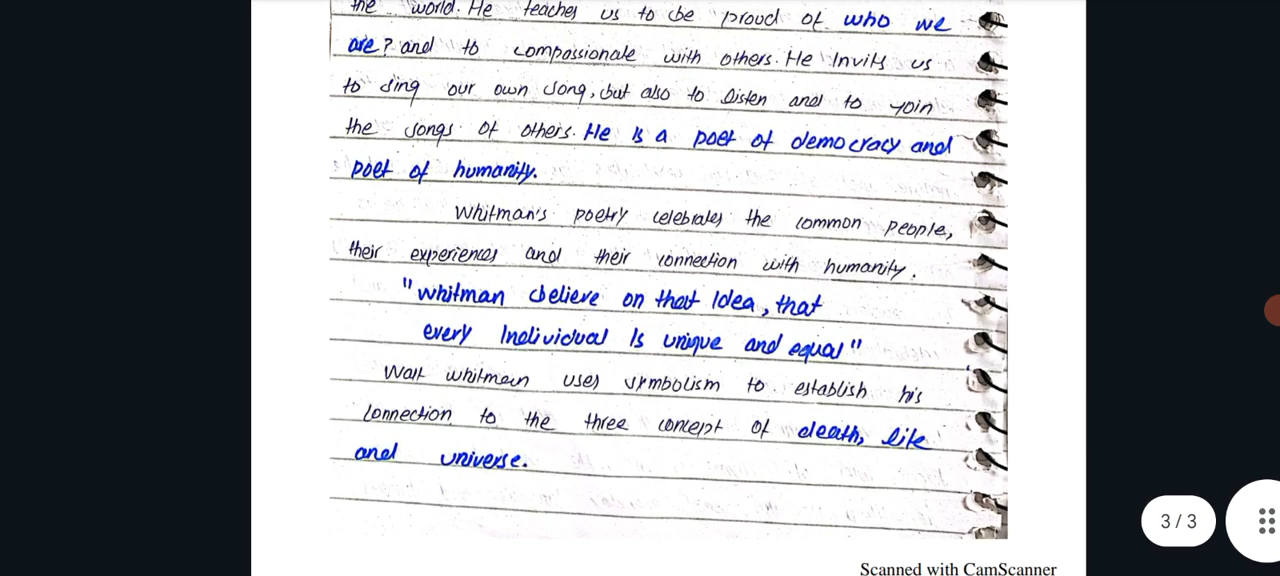 the world. He teaches us to be proud of who we
are? and to compassionate with others. He Invits us
to sing our own song, but also to listen and to join
the songs of others. He is a poet of democracy and
poet of humanity.
Whitman's poetry celebrates the common people,
their experiences and their connection with humanity.
"Whitman believe on that Idea, that
every Individual Is unique and equal"
Walt whitman uses symbolism to establish his
connection to the three concept of death, life
and universe.
3 / 3
Scanned with CamScanner